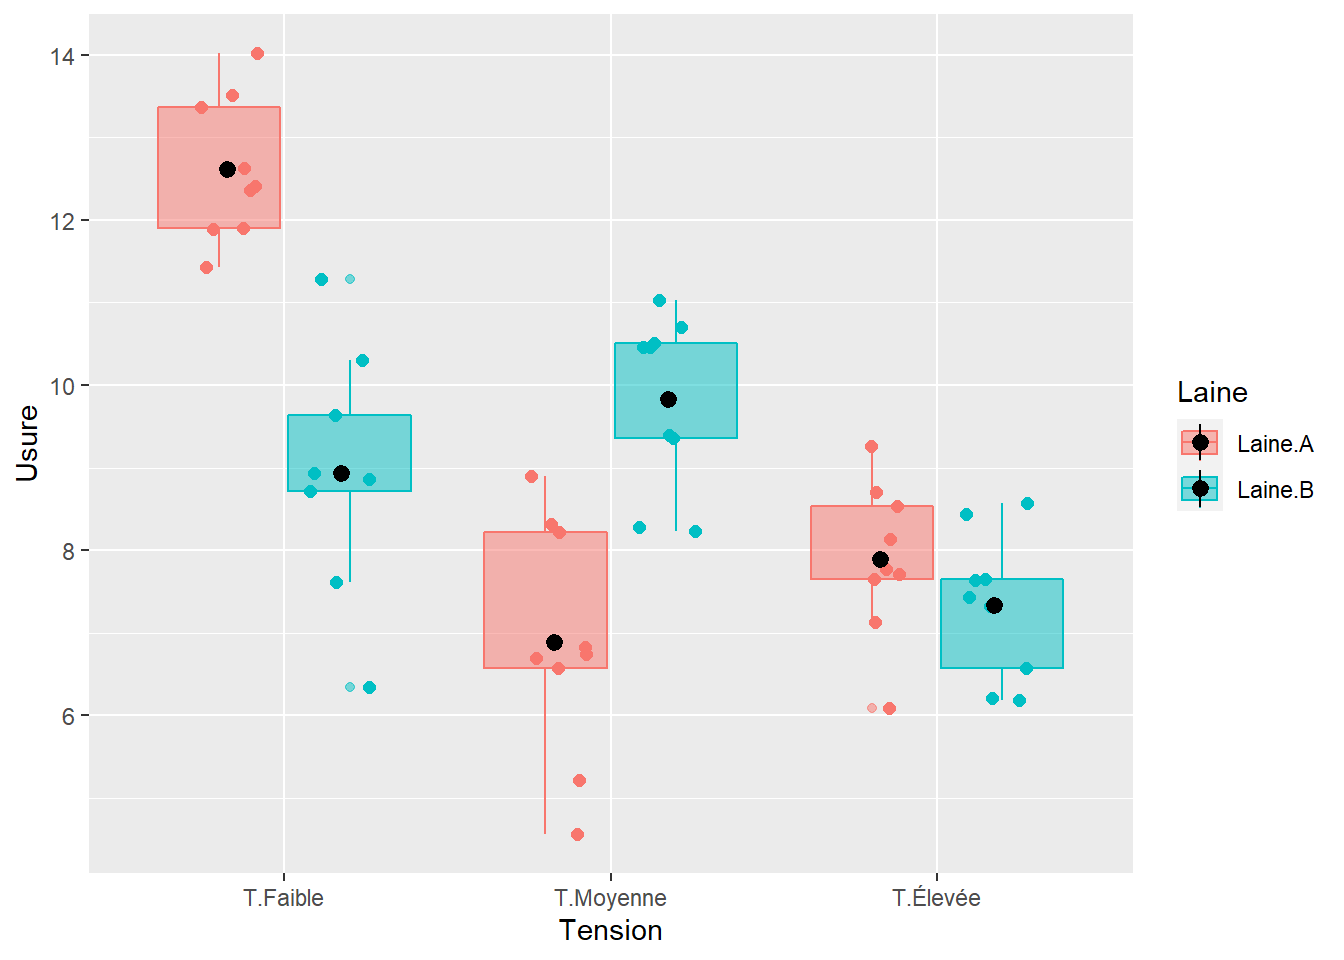 14
12
10
8
6
Usure
T.Faible
T.Moyenne
T.Élevée
Tension
Laine
Laine.A
Laine.B